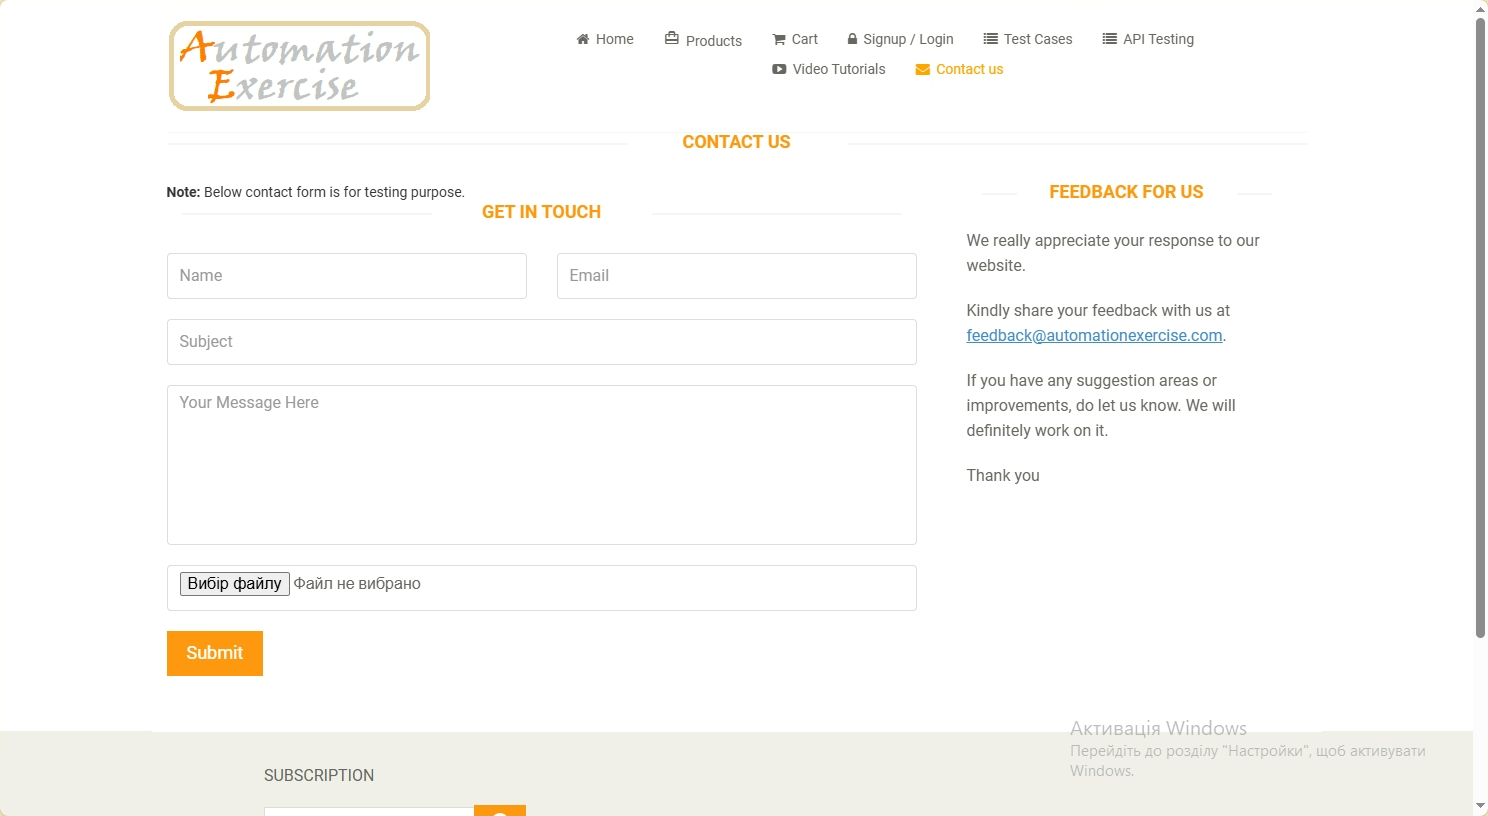 Automation
Exercise
Home
Products
Cart
Signup / Login
Test Cases
API Testing
Video Tutorials
Contact us
CONTACT US
Note: Below contact form is for testing purpose.
GET IN TOUCH
Name
Email
Subject
Your Message Here
Вибір файлу Файл не вибрано
Submit
FEEDBACK FOR US
We really appreciate your response to our
website.
Kindly share your feedback with us at
feedback@automationexercise.com.
If you have any suggestion areas or
improvements, do let us know. We will
definitely work on it.
Thank you
Активація Windows
Перейдіть до розділу "Настройки", щоб активувати
Windows.
SUBSCRIPTION